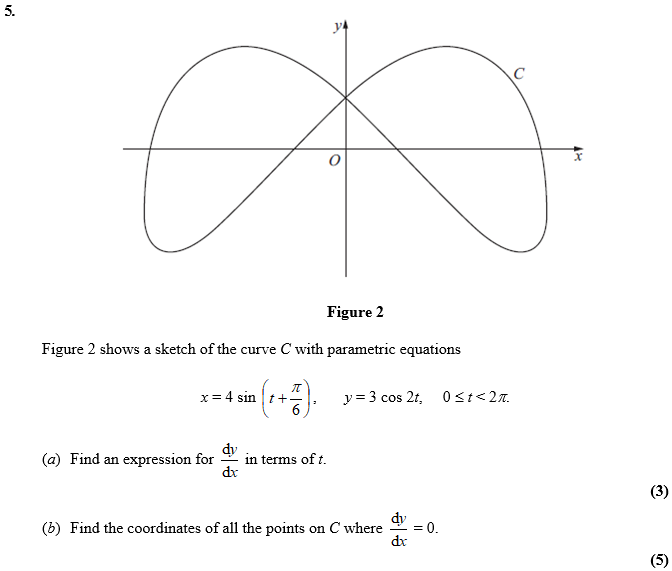 5.
y
C
O
x
Figure 2
Figure 2 shows a sketch of the curve C with parametric equations
x = 4 sin (t + π/6), y = 3 cos 2t, 0 ≤ t < 2π.
(a) Find an expression for dy/dx in terms of t.
(3)
(b) Find the coordinates of all the points on C where dy/dx = 0.
(5)